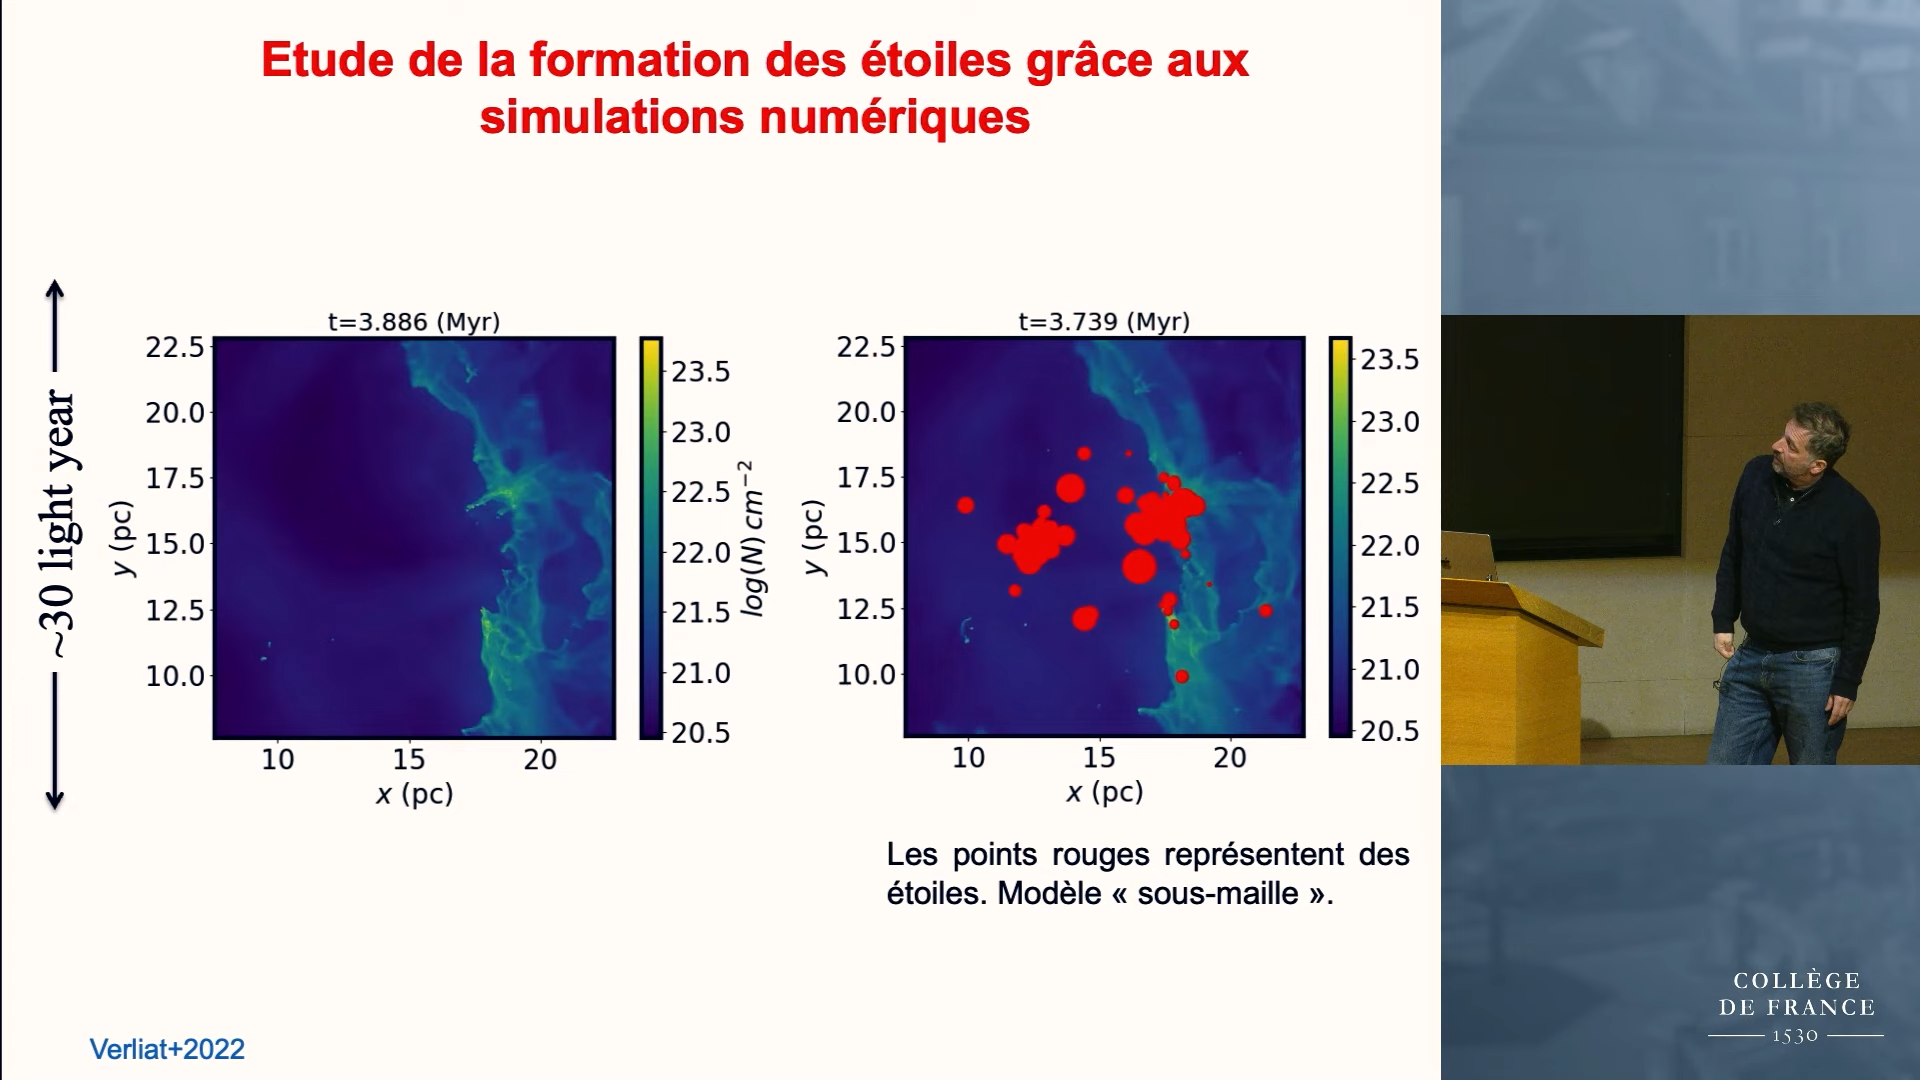 Etude de la formation des étoiles grâce aux
simulations numériques
~30 light year
t=3.886 (Myr)
22.5
20.0
17.5
15.0
12.5
10.0
y (pc)
10 15 20
x (pc)
23.5
23.0
22.5
22.0
21.5
21.0
20.5
log(N) cm⁻²
t=3.739 (Myr)
22.5
20.0
17.5
15.0
12.5
10.0
y (pc)
10 15 20
x (pc)
23.5
23.0
22.5
22.0
21.5
21.0
20.5
Les points rouges représentent des
étoiles. Modèle « sous-maille ».
Verliat+2022
COLLÈGE
DE FRANCE
1530